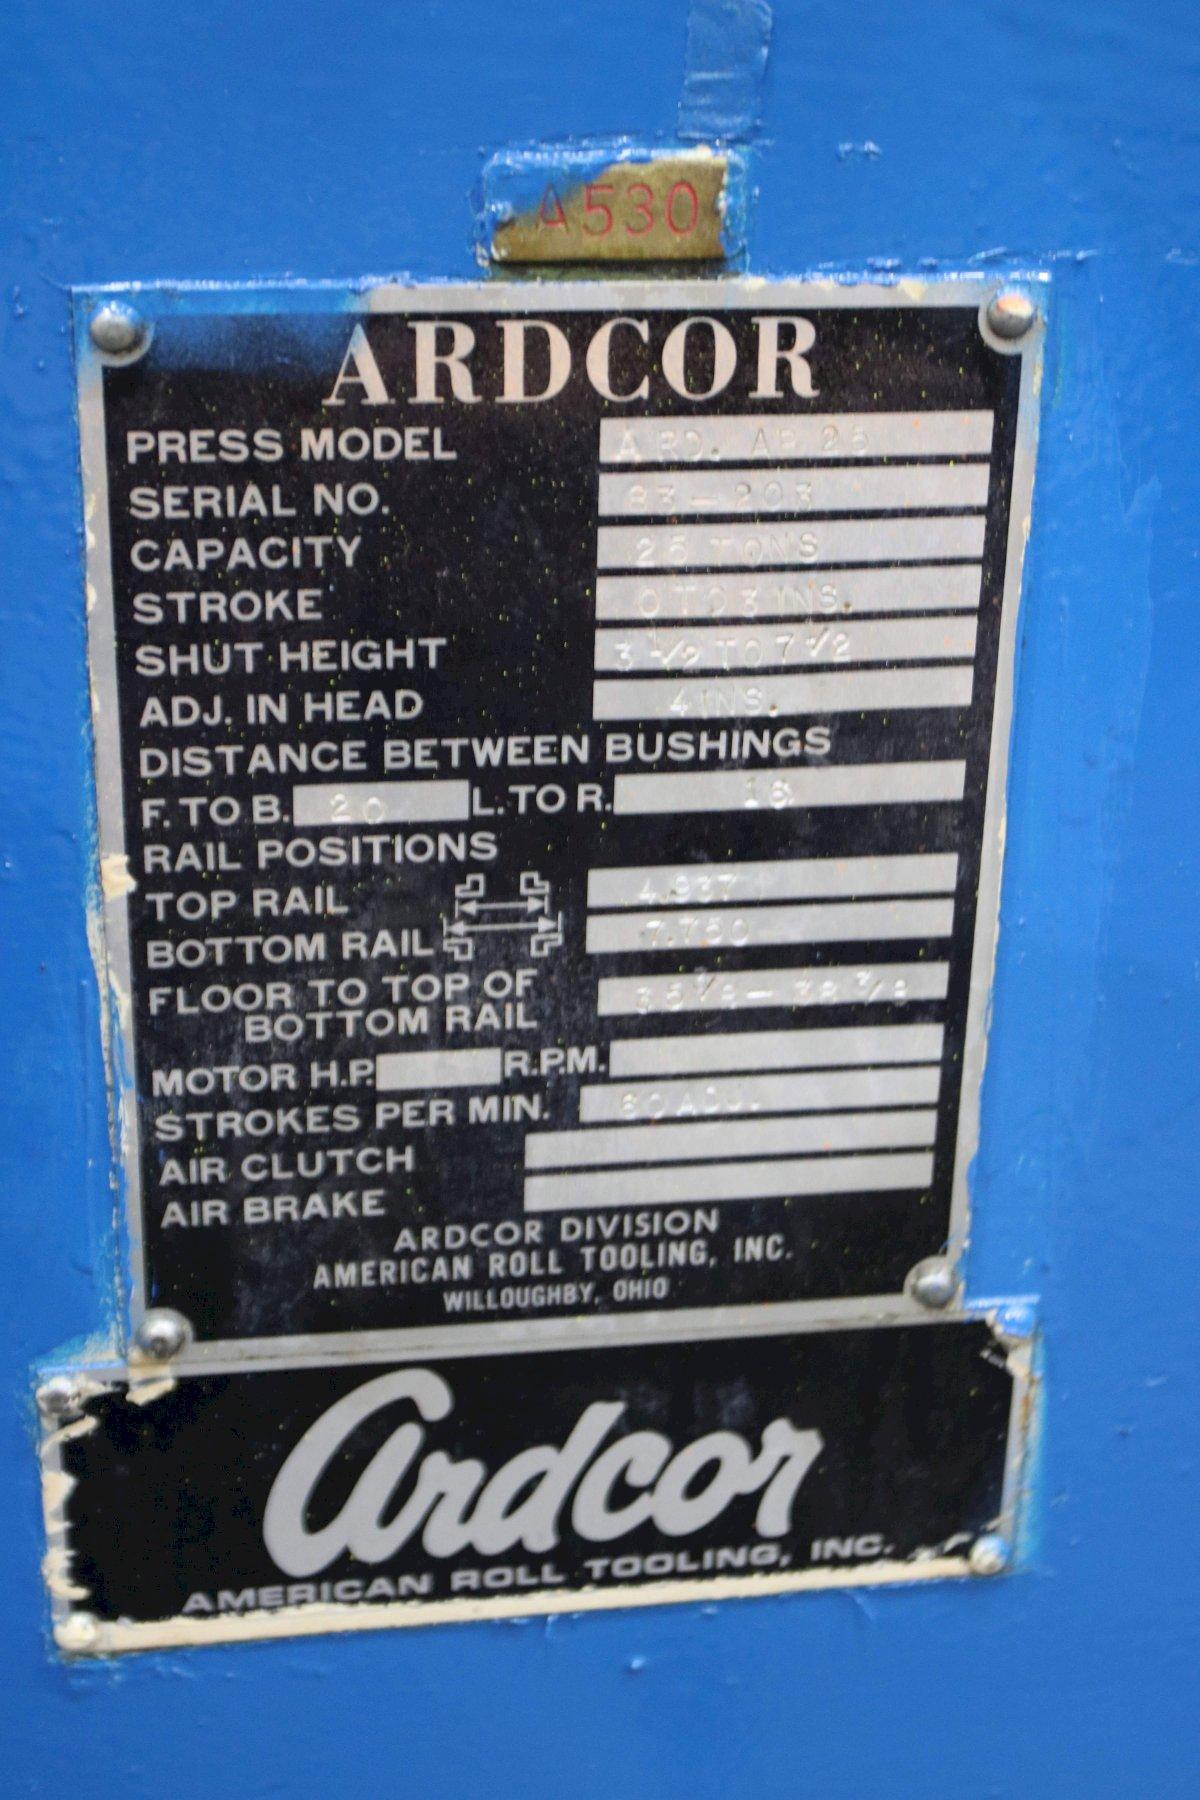 A530
ARDCOR
PRESS MODEL ARD. AP 25
SERIAL NO. 83-203
CAPACITY 25 TONS
STROKE 0 TO 3 INS.
SHUT HEIGHT 3 1/2 TO 7 1/2
ADJ. IN HEAD 4 INS.
DISTANCE BETWEEN BUSHINGS
F. TO B. 20 L. TO R. 16
RAIL POSITIONS
TOP RAIL 4.937
BOTTOM RAIL 7.750
FLOOR TO TOP OF
BOTTOM RAIL
MOTOR H.P. R.P.M.
STROKES PER MIN.
AIR CLUTCH
AIR BRAKE
ARDCOR DIVISION
AMERICAN ROLL TOOLING, INC.
WILLOUGHBY, OHIO
Ardcor
AMERICAN ROLL TOOLING, INC.